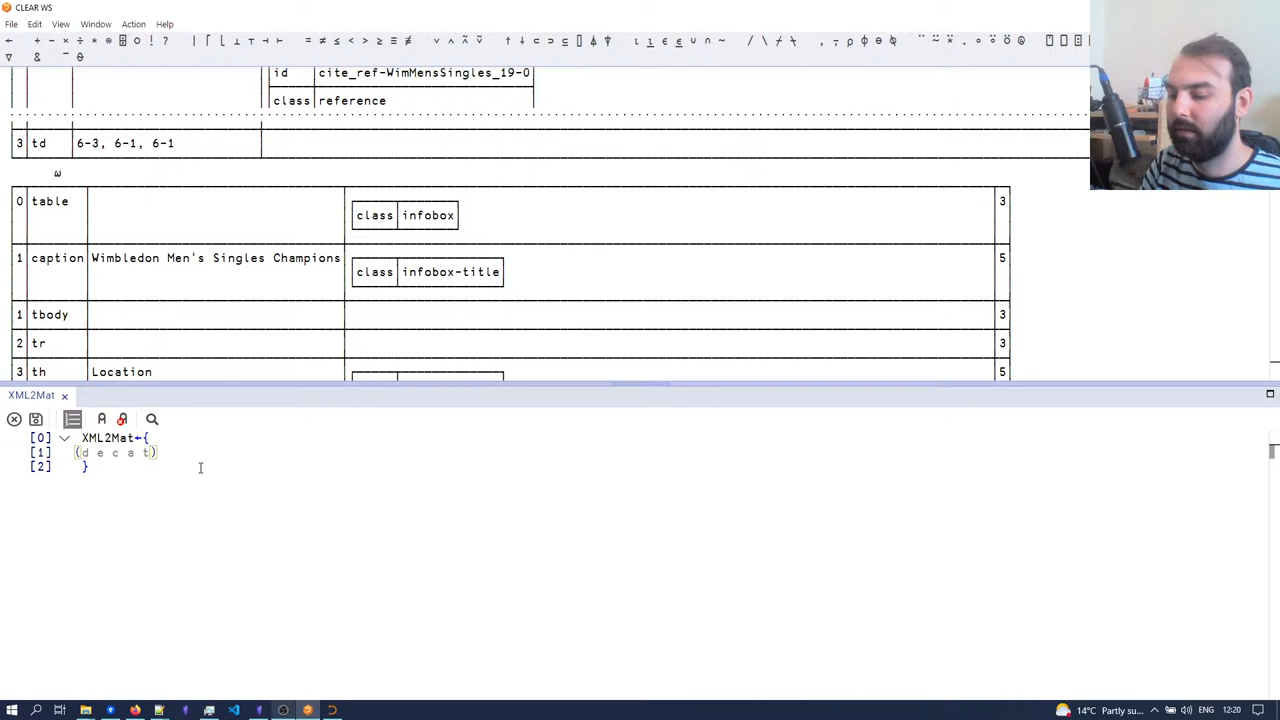 CLEAR WS
File Edit View Window Action Help
id cite_ref-WimMensSingles_19-0
class reference
3 td 6-3, 6-1, 6-1
ω
0 table class infobox 3
1 caption Wimbledon Men's Singles Champions class infobox-title 5
1 tbody 3
2 tr 3
3 th Location 5
XML2Mat ×
[0] XML2Mat←{
[1] (d e c a t)
[2] }
14°C Partly su... ENG 12:20